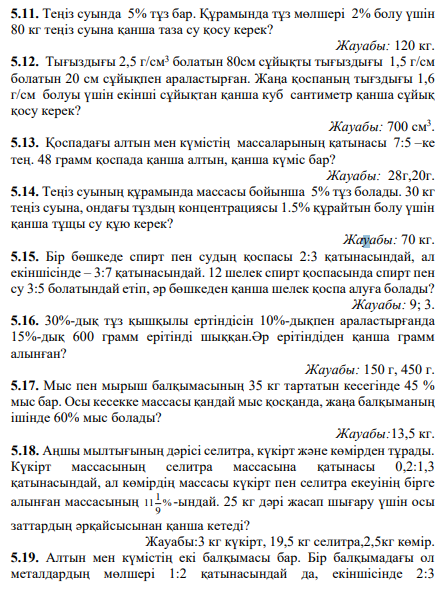 5.11. Теңіз суында 5% тұз бар. Құрамында тұз мөлшері 2% болу үшін
80 кг теңіз суына қанша таза су қосу керек?
Жауабы: 120 кг.
5.12. Тығыздығы 2,5 г/см³ болатын 80см сұйықты тығыздығы 1,5 г/см
болатын 20 см сұйықпен араластырған. Жаңа қоспаның тығздығы 1,6
г/см болуы үшін екінші сұйықтан қанша куб сантиметр қанша сұйық
қосу керек?
Жауабы: 700 см³.
5.13. Қоспадағы алтын мен күмістің массаларының қатынасы 7:5 –ке
тең. 48 грамм қоспада қанша алтын, қанша күміс бар?
Жауабы: 28г,20г.
5.14. Теңіз суының құрамында массасы бойынша 5% тұз болады. 30 кг
теңіз суына, ондағы тұздың концентрациясы 1.5% құрайтын болу үшін
қанша тұщы су құю керек?
Жауабы: 70 кг.
5.15. Бір бөшкеде спирт пен судың қоспасы 2:3 қатынасындай, ал
екіншісінде – 3:7 қатынасындай. 12 шелек спирт қоспасында спирт пен
су 3:5 болатындай етіп, әр бөшкеден қанша шелек қоспа алуға болады?
Жауабы: 9; 3.
5.16. 30%-дық тұз қышқылы ертіндісін 10%-дықпен араластырғанда
15%-дық 600 грамм ерітінді шыққан.Әр ерітіндіден қанша грамм
алынған?
Жауабы: 150 г, 450 г.
5.17. Мыс пен мырыш балқымасының 35 кг тартатын кесегінде 45 %
мыс бар. Осы кесекке массасы қандай мыс қосқанда, жаңа балқыманың
ішінде 60% мыс болады?
Жауабы:13,5 кг.
5.18. Аңшы мылтығының дәрісі селитра, күкірт және көмірден тұрады.
Күкірт массасының селитра массасына қатынасы 0,2:1,3
қатынасындай, ал көмірдің массасы күкірт пен селитра екеуінің бірге
алынған массасының 11 1/9 % -ындай. 25 кг дәрі жасап шығару үшін осы
заттардың әрқайсысынан қанша кетеді?
Жауабы:3 кг күкірт, 19,5 кг селитра,2,5кг көмір.
5.19. Алтын мен күмістің екі балқымасы бар. Бір балқымадағы ол
металдардың мөлшері 1:2 қатынасындай да, екіншісінде 2:3